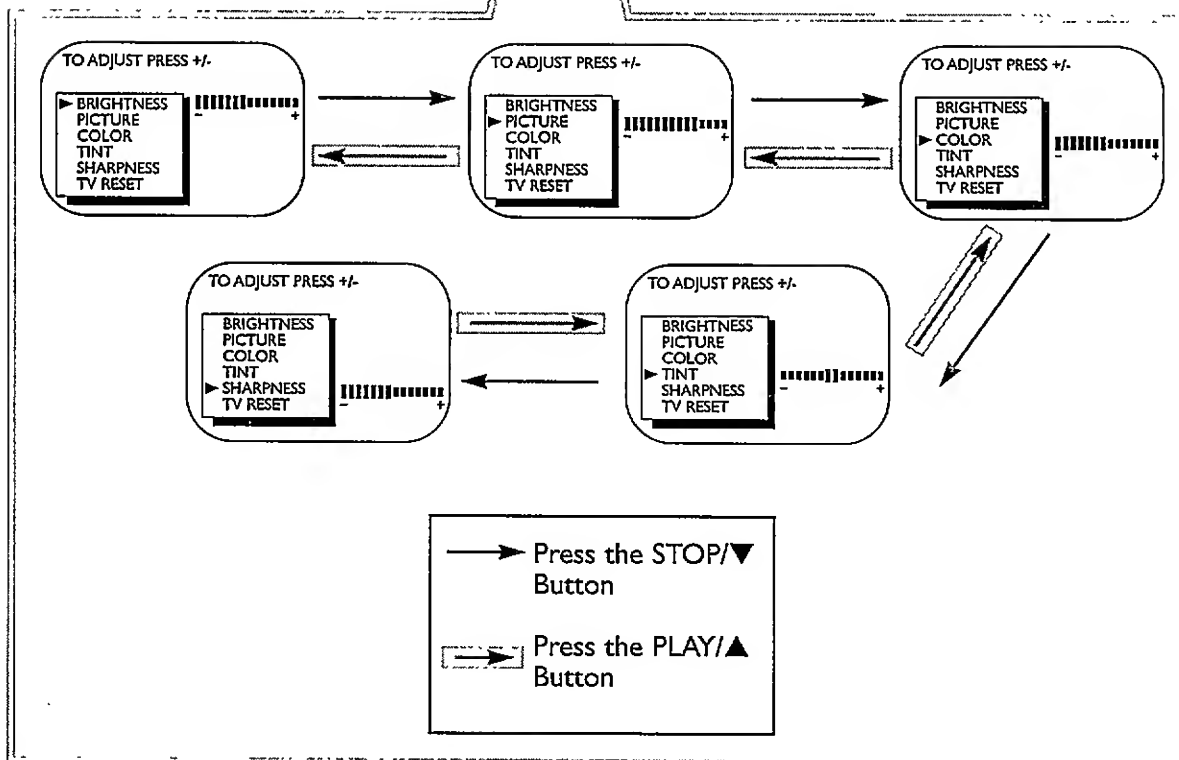 TO ADJUST PRESS +/-
► BRIGHTNESS
PICTURE
COLOR
TINT
SHARPNESS
TV RESET
- +
TO ADJUST PRESS +/-
BRIGHTNESS
► PICTURE
COLOR
TINT
SHARPNESS
TV RESET
- +
TO ADJUST PRESS +/-
BRIGHTNESS
PICTURE
► COLOR
TINT
SHARPNESS
TV RESET
- +
TO ADJUST PRESS +/-
BRIGHTNESS
PICTURE
COLOR
TINT
► SHARPNESS
TV RESET
- +
TO ADJUST PRESS +/-
BRIGHTNESS
PICTURE
COLOR
► TINT
SHARPNESS
TV RESET
- +
Press the STOP/▼
Button
Press the PLAY/▲
Button